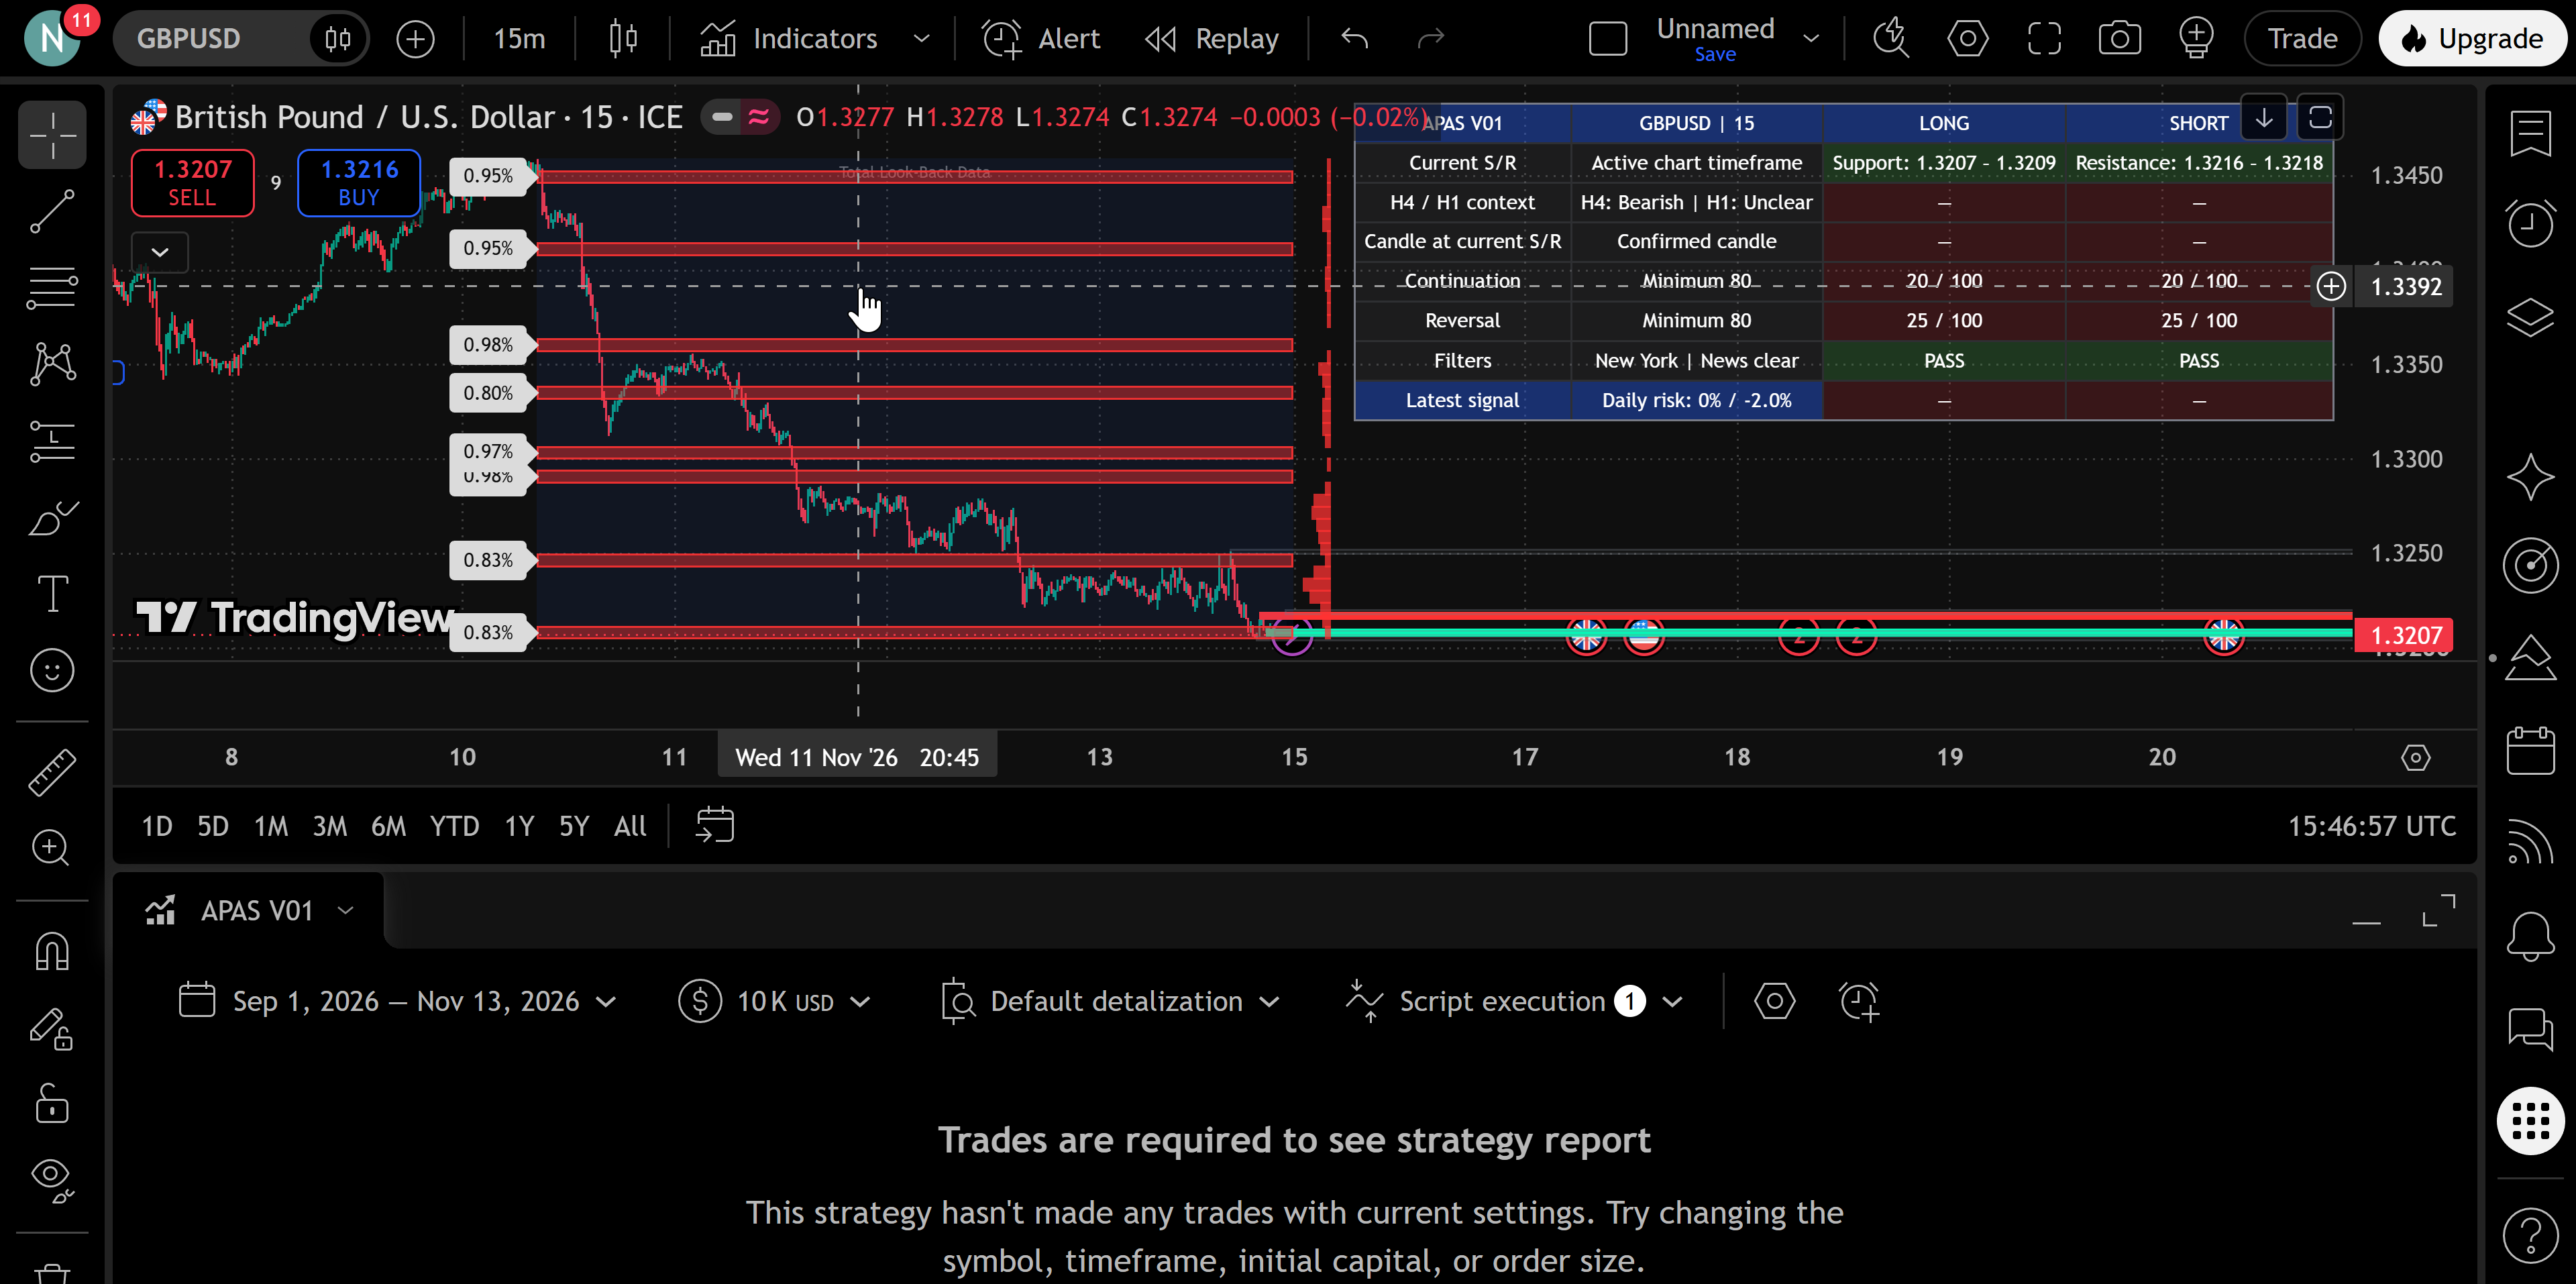 N 11 GBPUSD 15m Indicators Alert Replay Unnamed Save Trade Upgrade
British Pound / U.S. Dollar · 15 · ICE O1.3277 H1.3278 L1.3274 C1.3274 −0.0003 (−0.02%)
1.3207 SELL 9 1.3216 BUY
Total Look-Back Data
0.95%
0.95%
0.98%
0.80%
0.97%
0.98%
0.83%
0.83%
APAS V01 GBPUSD | 15 LONG SHORT
Current S/R Active chart timeframe Support: 1.3207 - 1.3209 Resistance: 1.3216 - 1.3218
H4 / H1 context H4: Bearish | H1: Unclear — —
Candle at current S/R Confirmed candle — —
Continuation Minimum 80 20 / 100 20 / 100
Reversal Minimum 80 25 / 100 25 / 100
Filters New York | News clear PASS PASS
Latest signal Daily risk: 0% / -2.0% — —
1.3450
1.3392
1.3350
1.3300
1.3250
1.3207
TradingView
2 2
8 10 11 Wed 11 Nov '26 20:45 13 15 17 18 19 20
1D 5D 1M 3M 6M YTD 1Y 5Y All 15:46:57 UTC
APAS V01
Sep 1, 2026 — Nov 13, 2026 10 K USD Default detalization Script execution 1
Trades are required to see strategy report
This strategy hasn't made any trades with current settings. Try changing the
symbol, timeframe, initial capital, or order size.